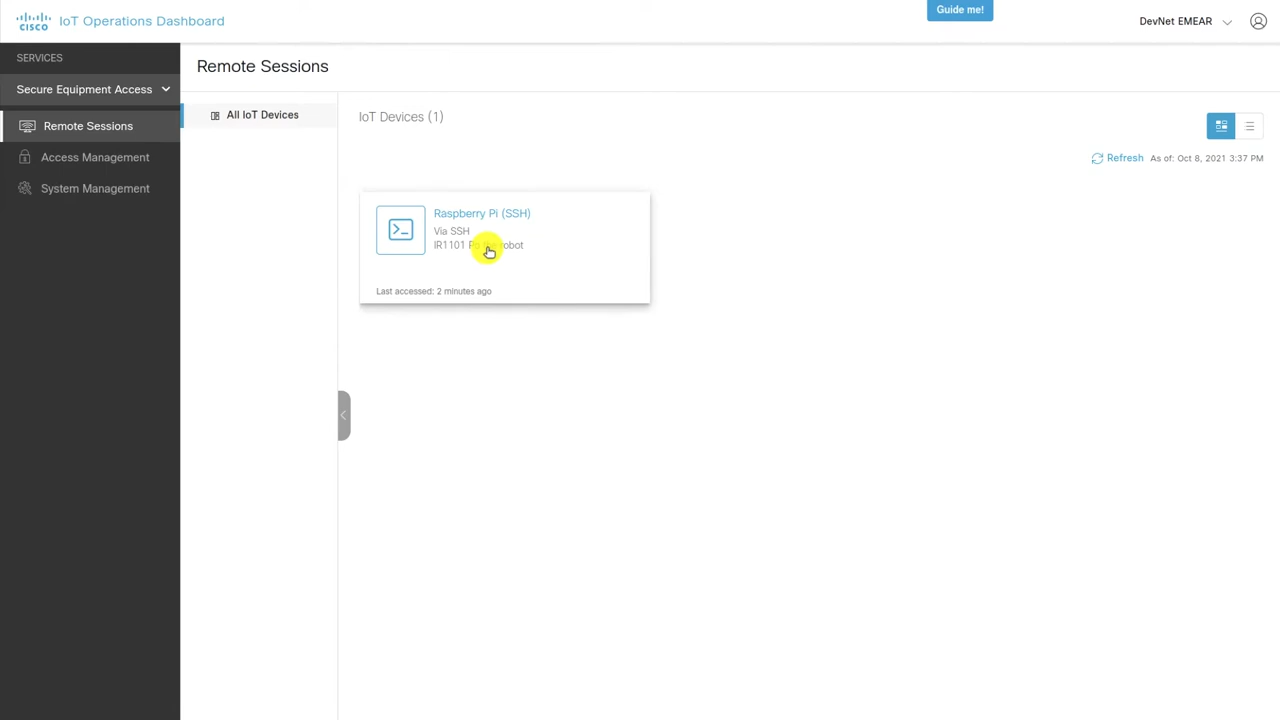 CISCO
IoT Operations Dashboard
Guide me!
DevNet EMEAR
SERVICES
Secure Equipment Access
Remote Sessions
Access Management
System Management
Remote Sessions
All IoT Devices
IoT Devices (1)
Refresh As of: Oct 8, 2021 3:37 PM
Raspberry Pi (SSH)
Via SSH
IR1101 robot
Last accessed: 2 minutes ago